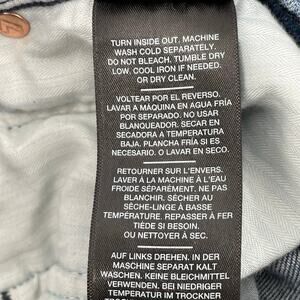 TURN INSIDE OUT. MACHINE
WASH COLD SEPARATELY.
DO NOT BLEACH. TUMBLE DRY
LOW, COOL IRON IF NEEDED.
OR DRY CLEAN.
VOLTEAR POR EL REVERSO.
LAVAR A MÁQUINA EN AGUA FRÍA
POR SEPARADO. NO USAR
BLANQUEADOR. SECAR EN
SECADORA A TEMPERATURA
BAJA. PLANCHA FRÍA SI ES
NECESARIO. O LAVAR EN SECO.
RETOURNER SUR L'ENVERS.
LAVER À LA MACHINE À L'EAU
FROIDE SÉPARÉMENT. NE PAS
BLANCHIR. SÉCHER AU
SÈCHE-LINGE À BASSE
TEMPÉRATURE. REPASSER À FER
TIÈDE SI BESOIN.
OU NETTOYER À SEC.
AUF LINKS DREHEN. IN DER
MASCHINE SEPARAT KALT
WASCHEN. KEINE BLEICHMITTEL
VERWENDEN. BEI NIEDRIGER
TEMPERATUR IM TROCKNER